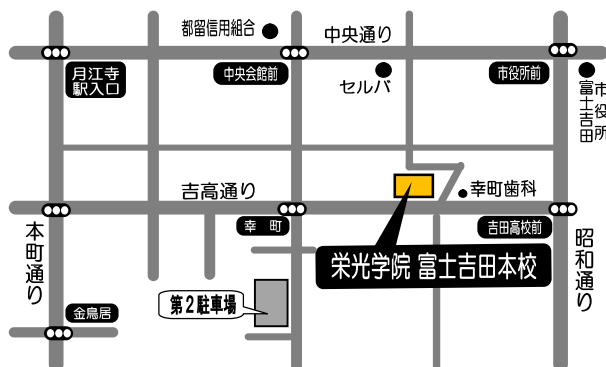 都留信用組合
中央通り
月江寺
駅入口
中央会館前
セルバ
市役所前
富士吉田
市役所
吉高通り
幸町歯科
本町通り
幸 町
吉田高校前
昭和通り
栄光学院 富士吉田本校
第2駐車場
金鳥居